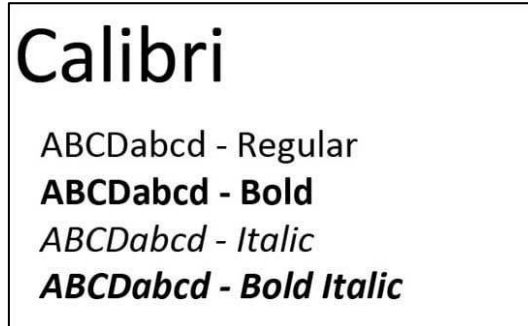 Calibri
ABCDabcd - Regular
ABCDabcd - Bold
ABCDabcd - Italic
ABCDabcd - Bold Italic